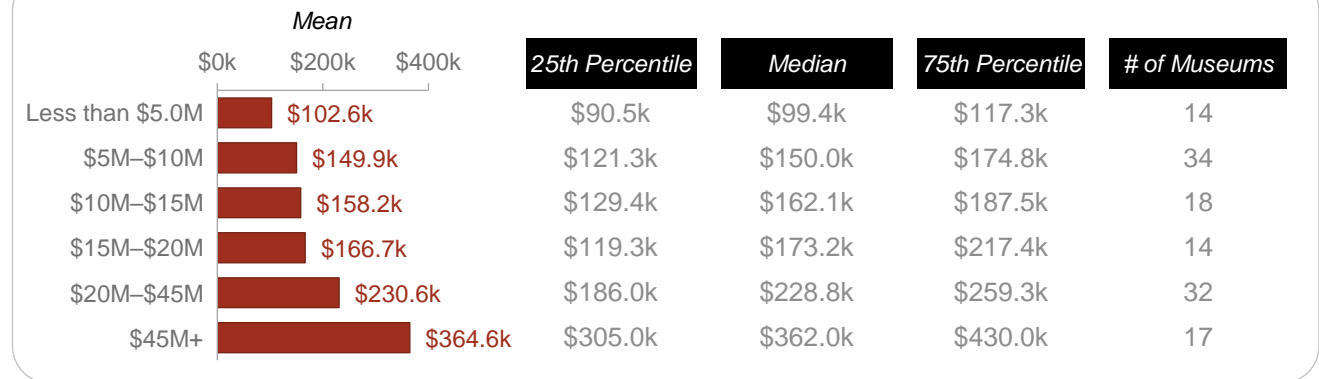 Mean
$0k $200k $400k 25th Percentile Median 75th Percentile # of Museums
Less than $5.0M $102.6k $90.5k $99.4k $117.3k 14
$5M–$10M $149.9k $121.3k $150.0k $174.8k 34
$10M–$15M $158.2k $129.4k $162.1k $187.5k 18
$15M–$20M $166.7k $119.3k $173.2k $217.4k 14
$20M–$45M $230.6k $186.0k $228.8k $259.3k 32
$45M+ $364.6k $305.0k $362.0k $430.0k 17